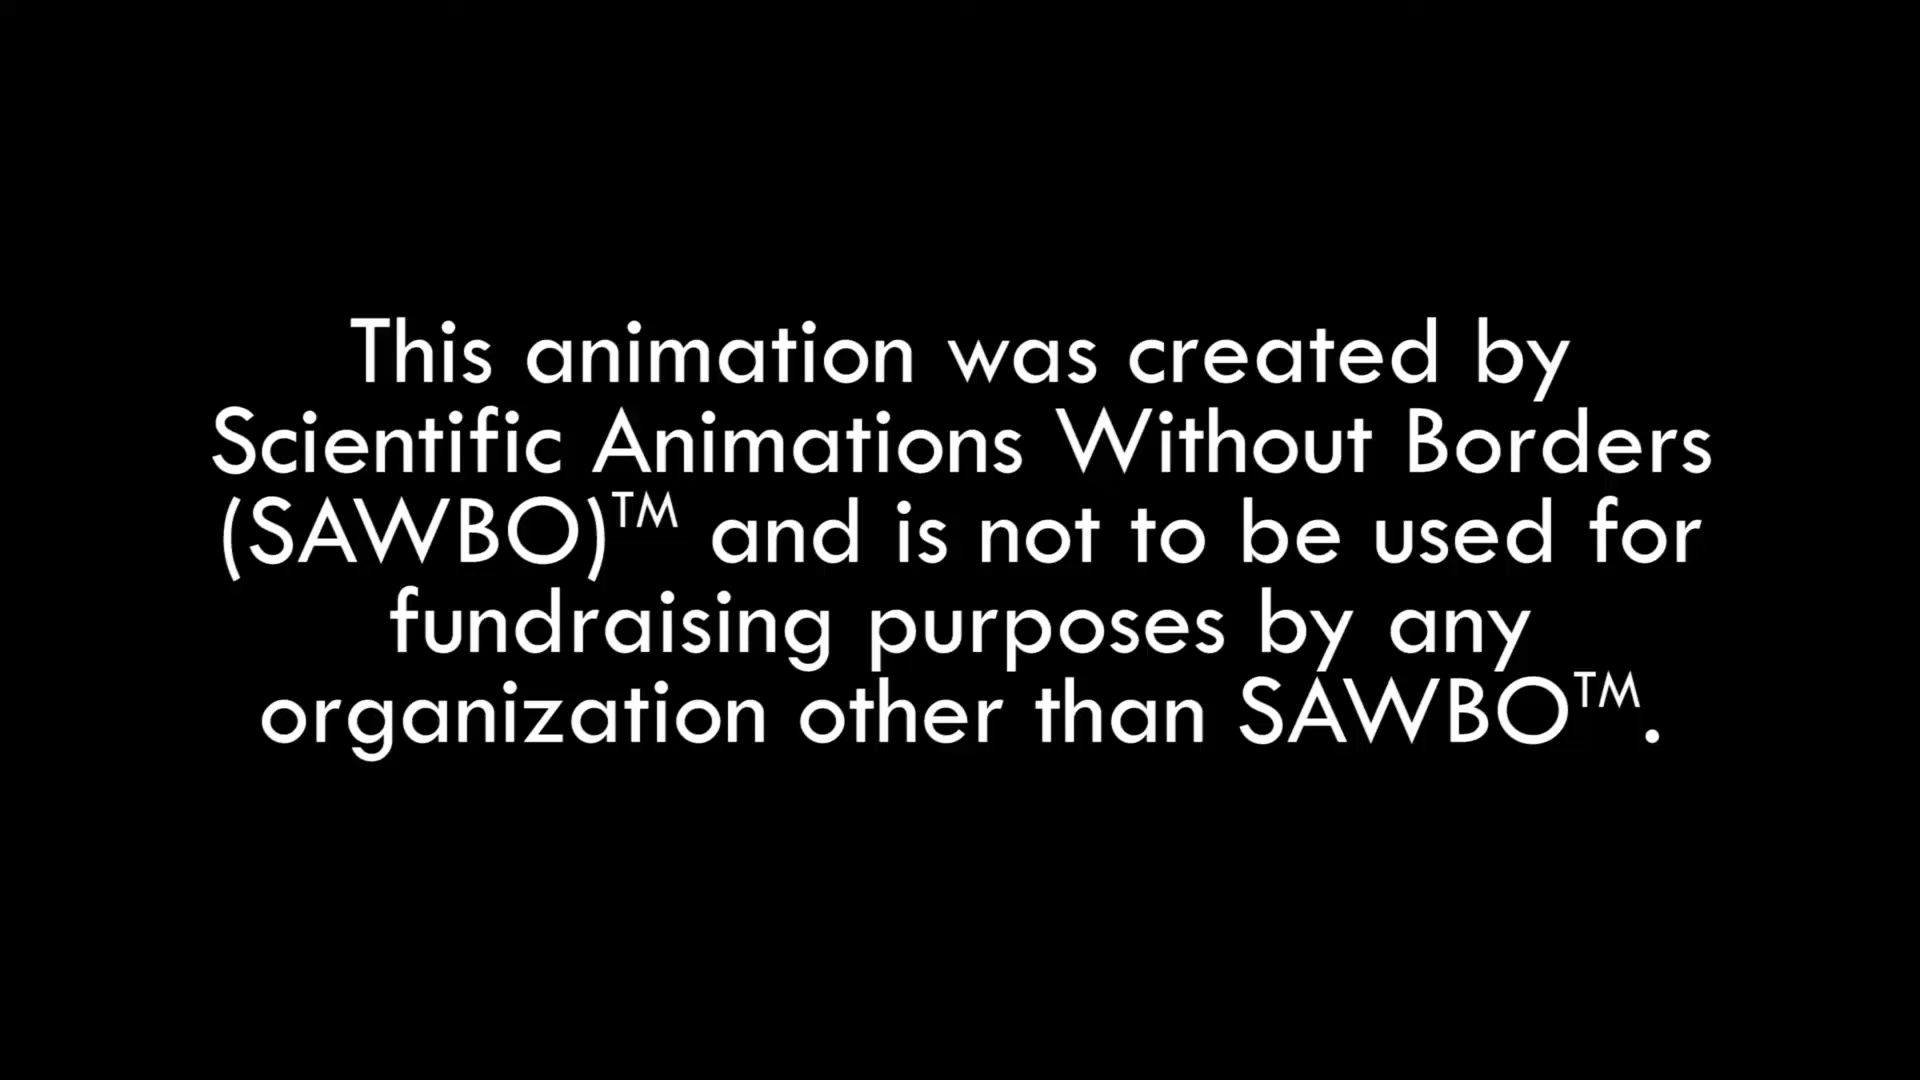 This animation was created by
Scientific Animations Without Borders
(SAWBO)™ and is not to be used for
fundraising purposes by any
organization other than SAWBO™.